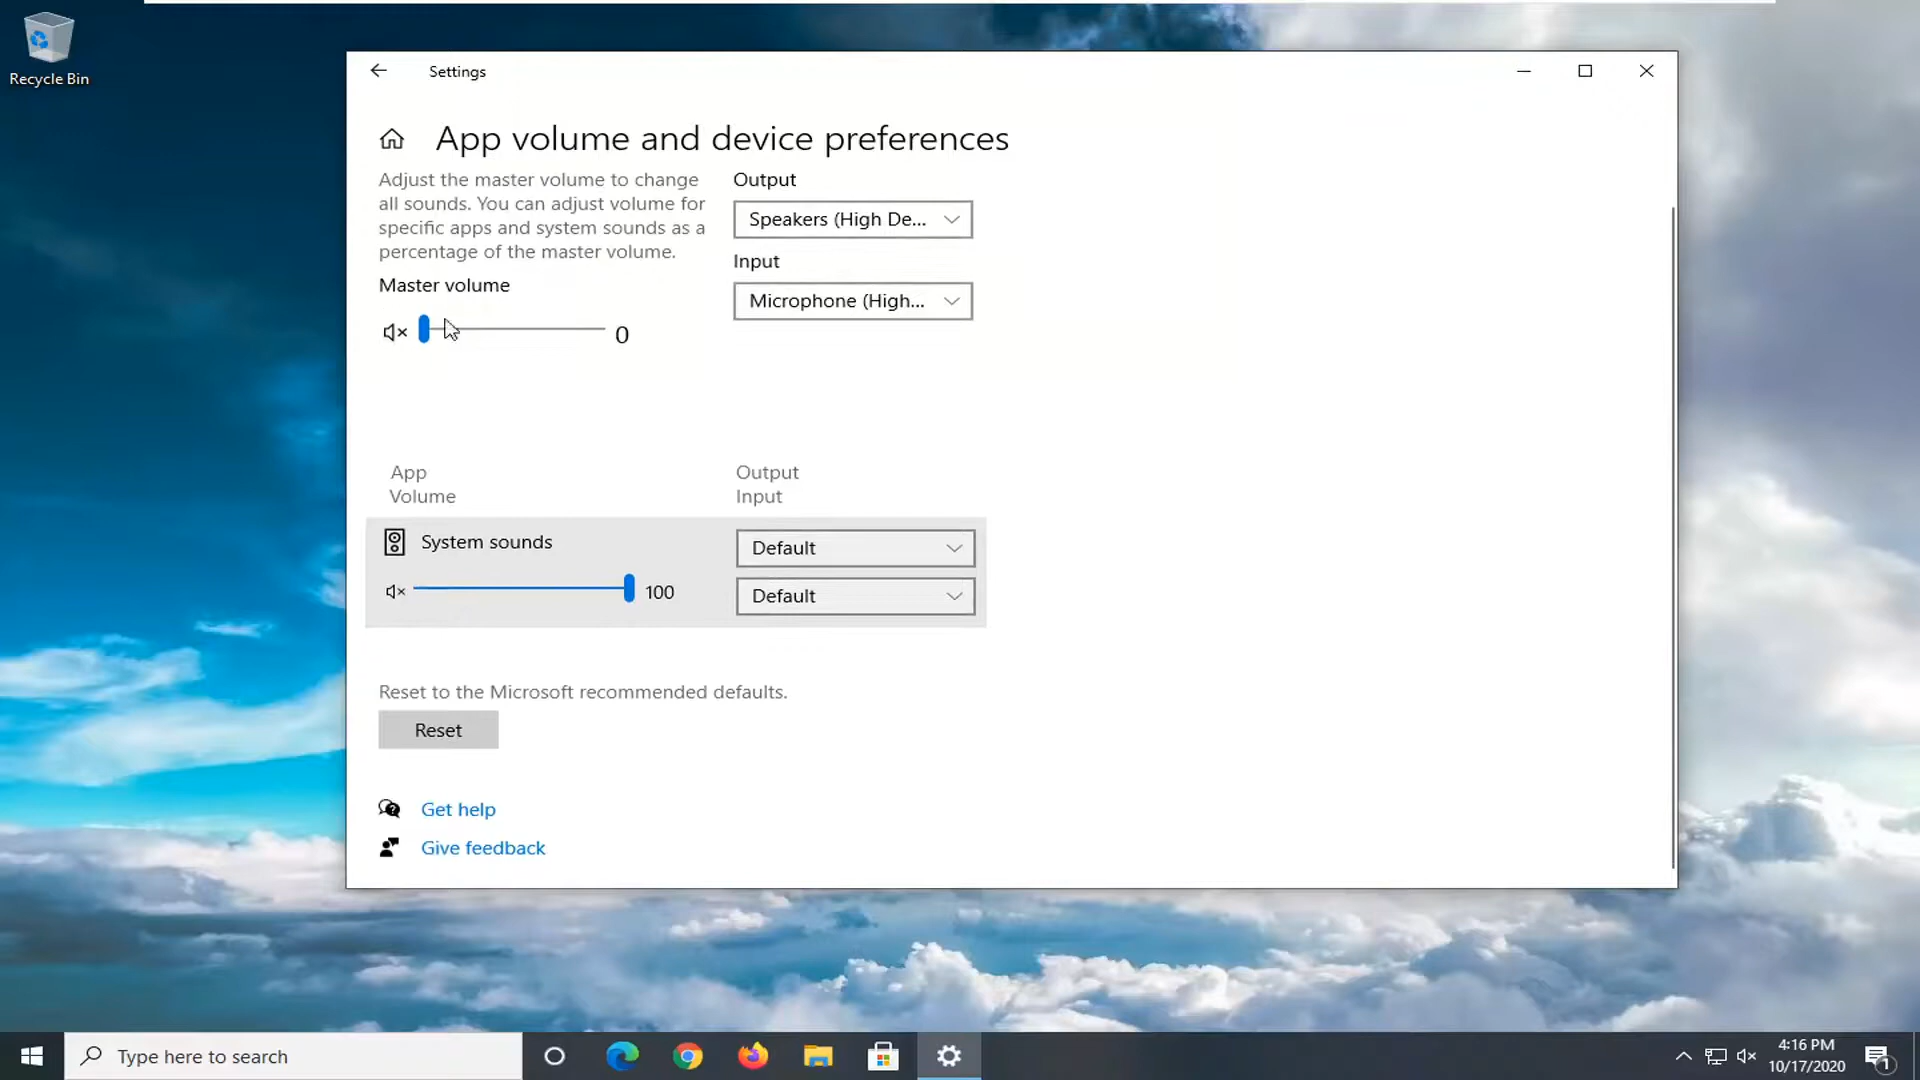 Recycle Bin
Settings
App volume and device preferences
Adjust the master volume to change
all sounds. You can adjust volume for
specific apps and system sounds as a
percentage of the master volume.
Master volume
0
Output
Speakers (High De...
Input
Microphone (High...
App
Volume
Output
Input
System sounds
100
Default
Default
Reset to the Microsoft recommended defaults.
Reset
Get help
Give feedback
Type here to search
4:16 PM
10/17/2020
1